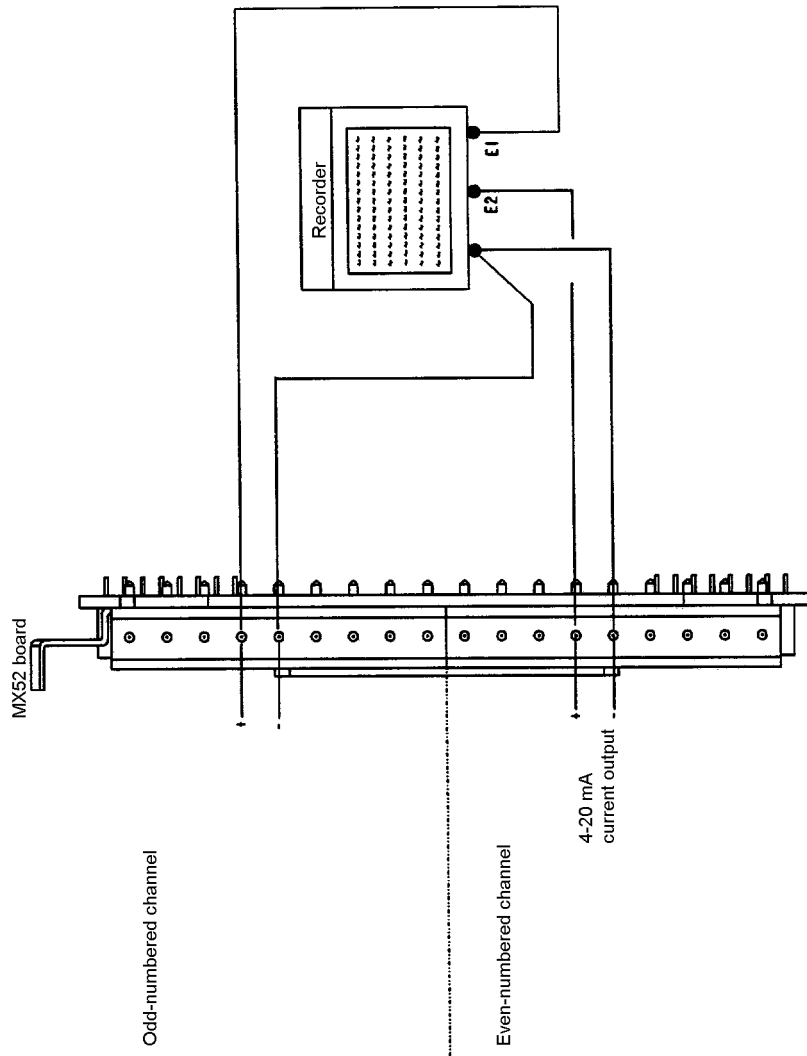 MX52 board
Recorder
E1
E2
+
-
+
-
4-20 mA
current output
Odd-numbered channel
Even-numbered channel